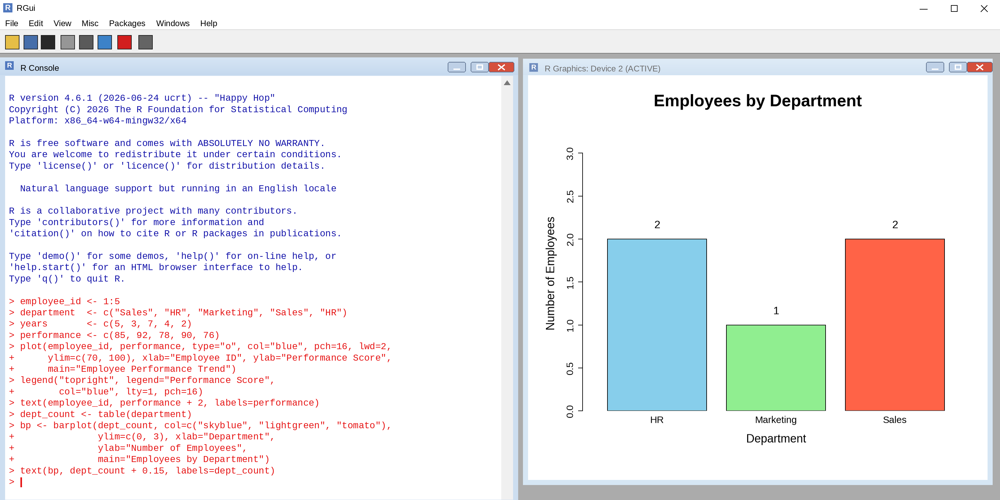 R RGui
File Edit View Misc Packages Windows Help
R R Console
R version 4.6.1 (2026-06-24 ucrt) -- "Happy Hop"
Copyright (C) 2026 The R Foundation for Statistical Computing
Platform: x86_64-w64-mingw32/x64
R is free software and comes with ABSOLUTELY NO WARRANTY.
You are welcome to redistribute it under certain conditions.
Type 'license()' or 'licence()' for distribution details.
  Natural language support but running in an English locale
R is a collaborative project with many contributors.
Type 'contributors()' for more information and
'citation()' on how to cite R or R packages in publications.
Type 'demo()' for some demos, 'help()' for on-line help, or
'help.start()' for an HTML browser interface to help.
Type 'q()' to quit R.
> employee_id <- 1:5
> department  <- c("Sales", "HR", "Marketing", "Sales", "HR")
> years       <- c(5, 3, 7, 4, 2)
> performance <- c(85, 92, 78, 90, 76)
> plot(employee_id, performance, type="o", col="blue", pch=16, lwd=2,
+      ylim=c(70, 100), xlab="Employee ID", ylab="Performance Score",
+      main="Employee Performance Trend")
> legend("topright", legend="Performance Score",
+        col="blue", lty=1, pch=16)
> text(employee_id, performance + 2, labels=performance)
> dept_count <- table(department)
> bp <- barplot(dept_count, col=c("skyblue", "lightgreen", "tomato"),
+               ylim=c(0, 3), xlab="Department",
+               ylab="Number of Employees",
+               main="Employees by Department")
> text(bp, dept_count + 0.15, labels=dept_count)
>
R R Graphics: Device 2 (ACTIVE)
Employees by Department
Number of Employees
3.0
2.5
2.0
1.5
1.0
0.5
0.0
2
1
2
HR Marketing Sales
Department